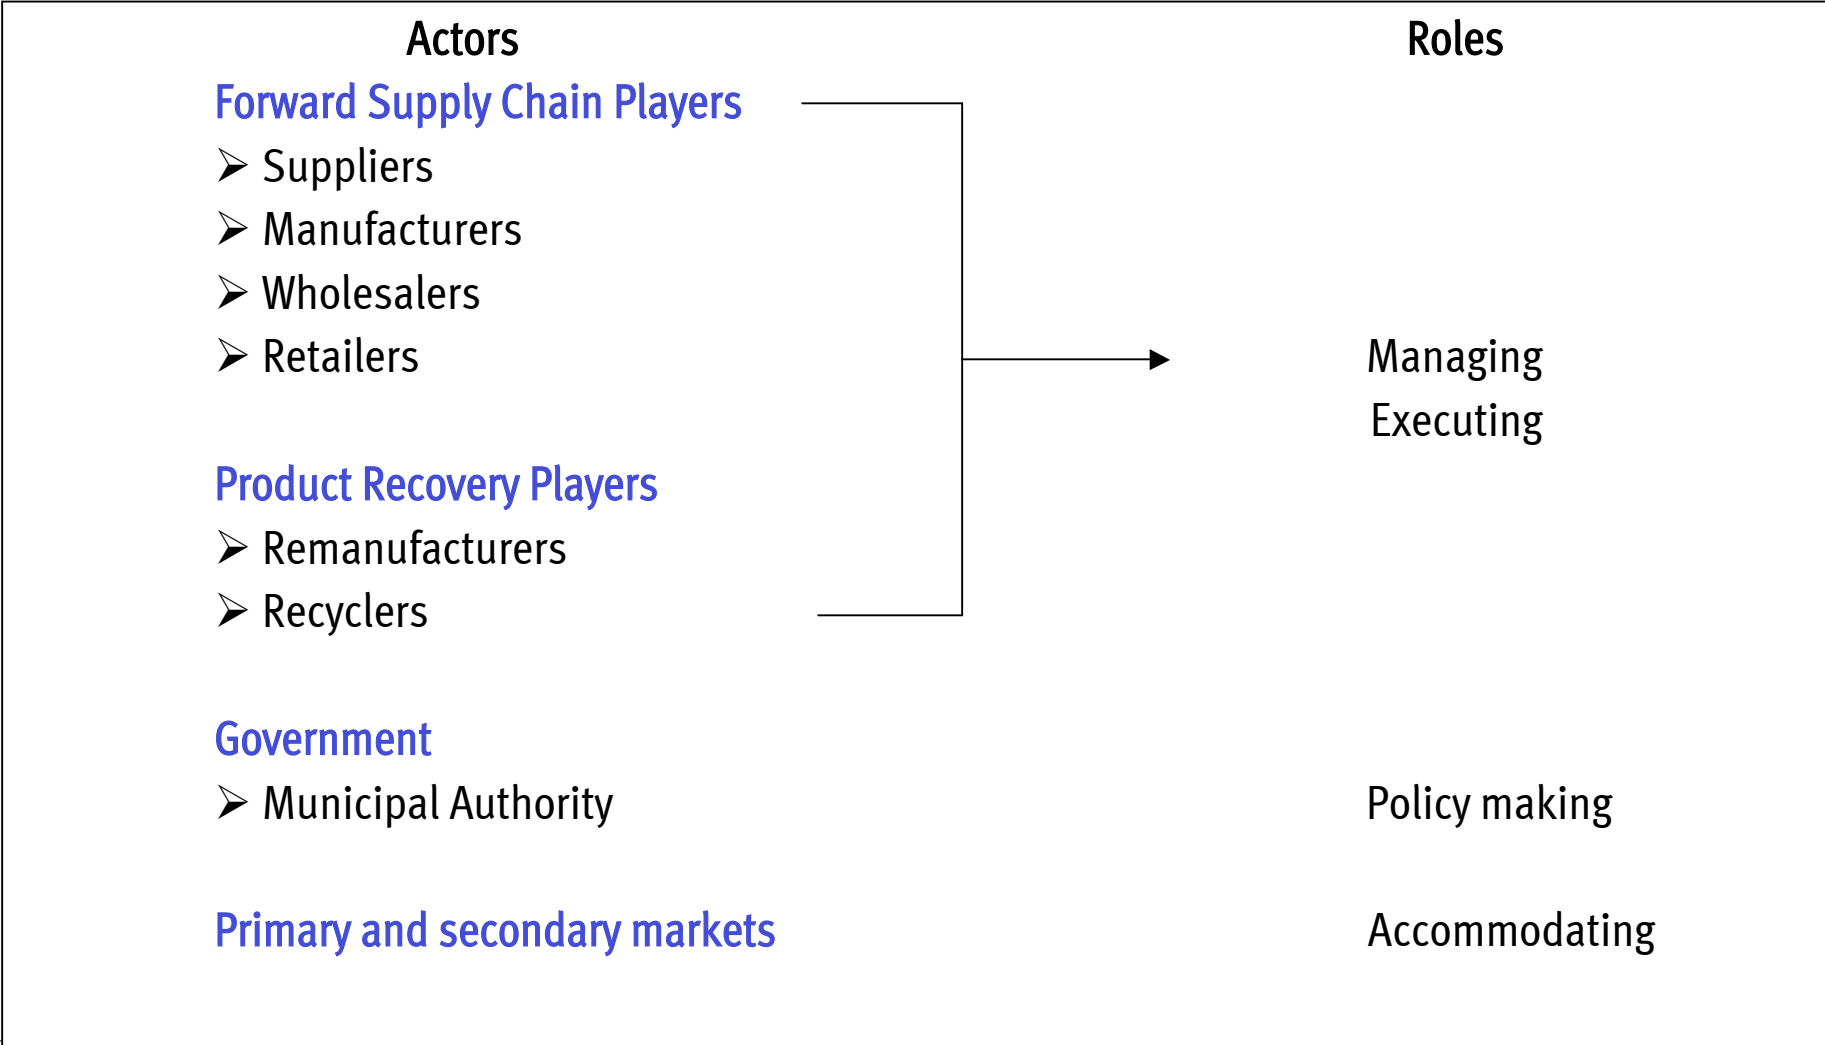 Actors Roles
Forward Supply Chain Players
➢ Suppliers
➢ Manufacturers
➢ Wholesalers
➢ Retailers Managing
Executing
Product Recovery Players
➢ Remanufacturers
➢ Recyclers
Government
➢ Municipal Authority Policy making
Primary and secondary markets Accommodating